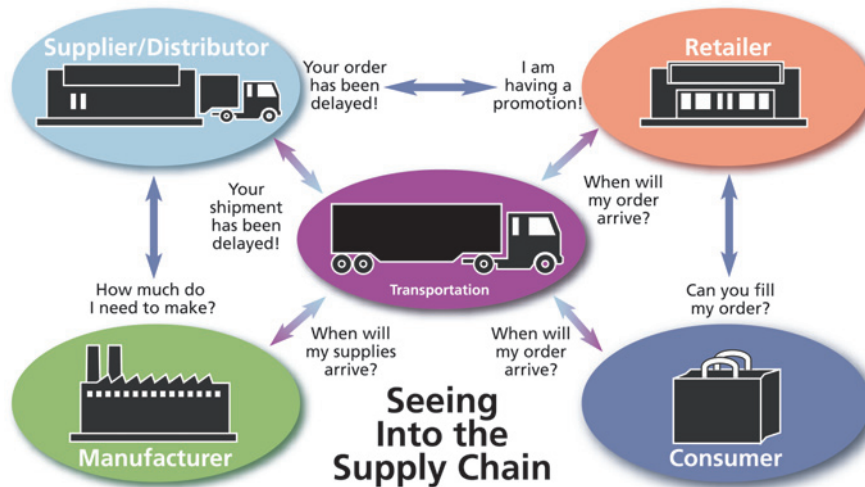 Supplier/Distributor
Your order
has been
delayed!
I am
having a
promotion!
Retailer
Your
shipment
has been
delayed!
When will
my order
arrive?
Transportation
How much do
I need to make?
Can you fill
my order?
When will
my supplies
arrive?
When will
my order
arrive?
Manufacturer
Seeing
Into the
Supply Chain
Consumer